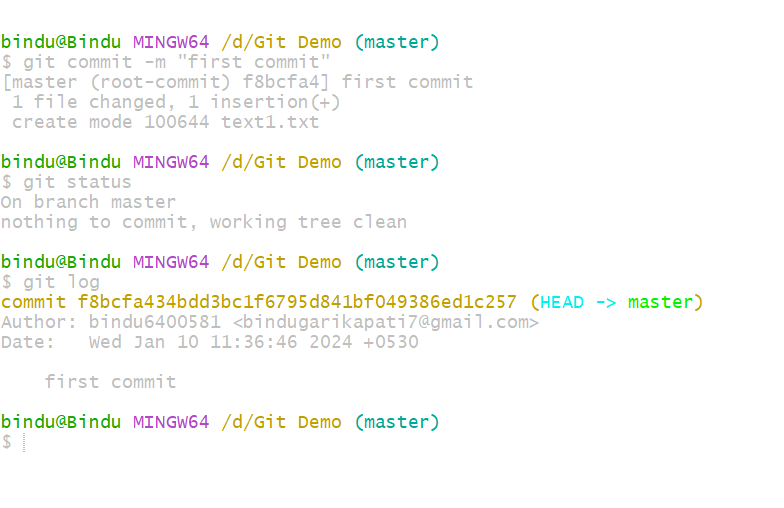 bindu@Bindu MINGW64 /d/Git Demo (master)
$ git commit -m "first commit"
[master (root-commit) f8bcfa4] first commit
 1 file changed, 1 insertion(+)
 create mode 100644 text1.txt
bindu@Bindu MINGW64 /d/Git Demo (master)
$ git status
On branch master
nothing to commit, working tree clean
bindu@Bindu MINGW64 /d/Git Demo (master)
$ git log
commit f8bcfa434bdd3bc1f6795d841bf049386ed1c257 (HEAD -> master)
Author: bindu6400581 <bindugarikapati7@gmail.com>
Date:   Wed Jan 10 11:36:46 2024 +0530
    first commit
bindu@Bindu MINGW64 /d/Git Demo (master)
$